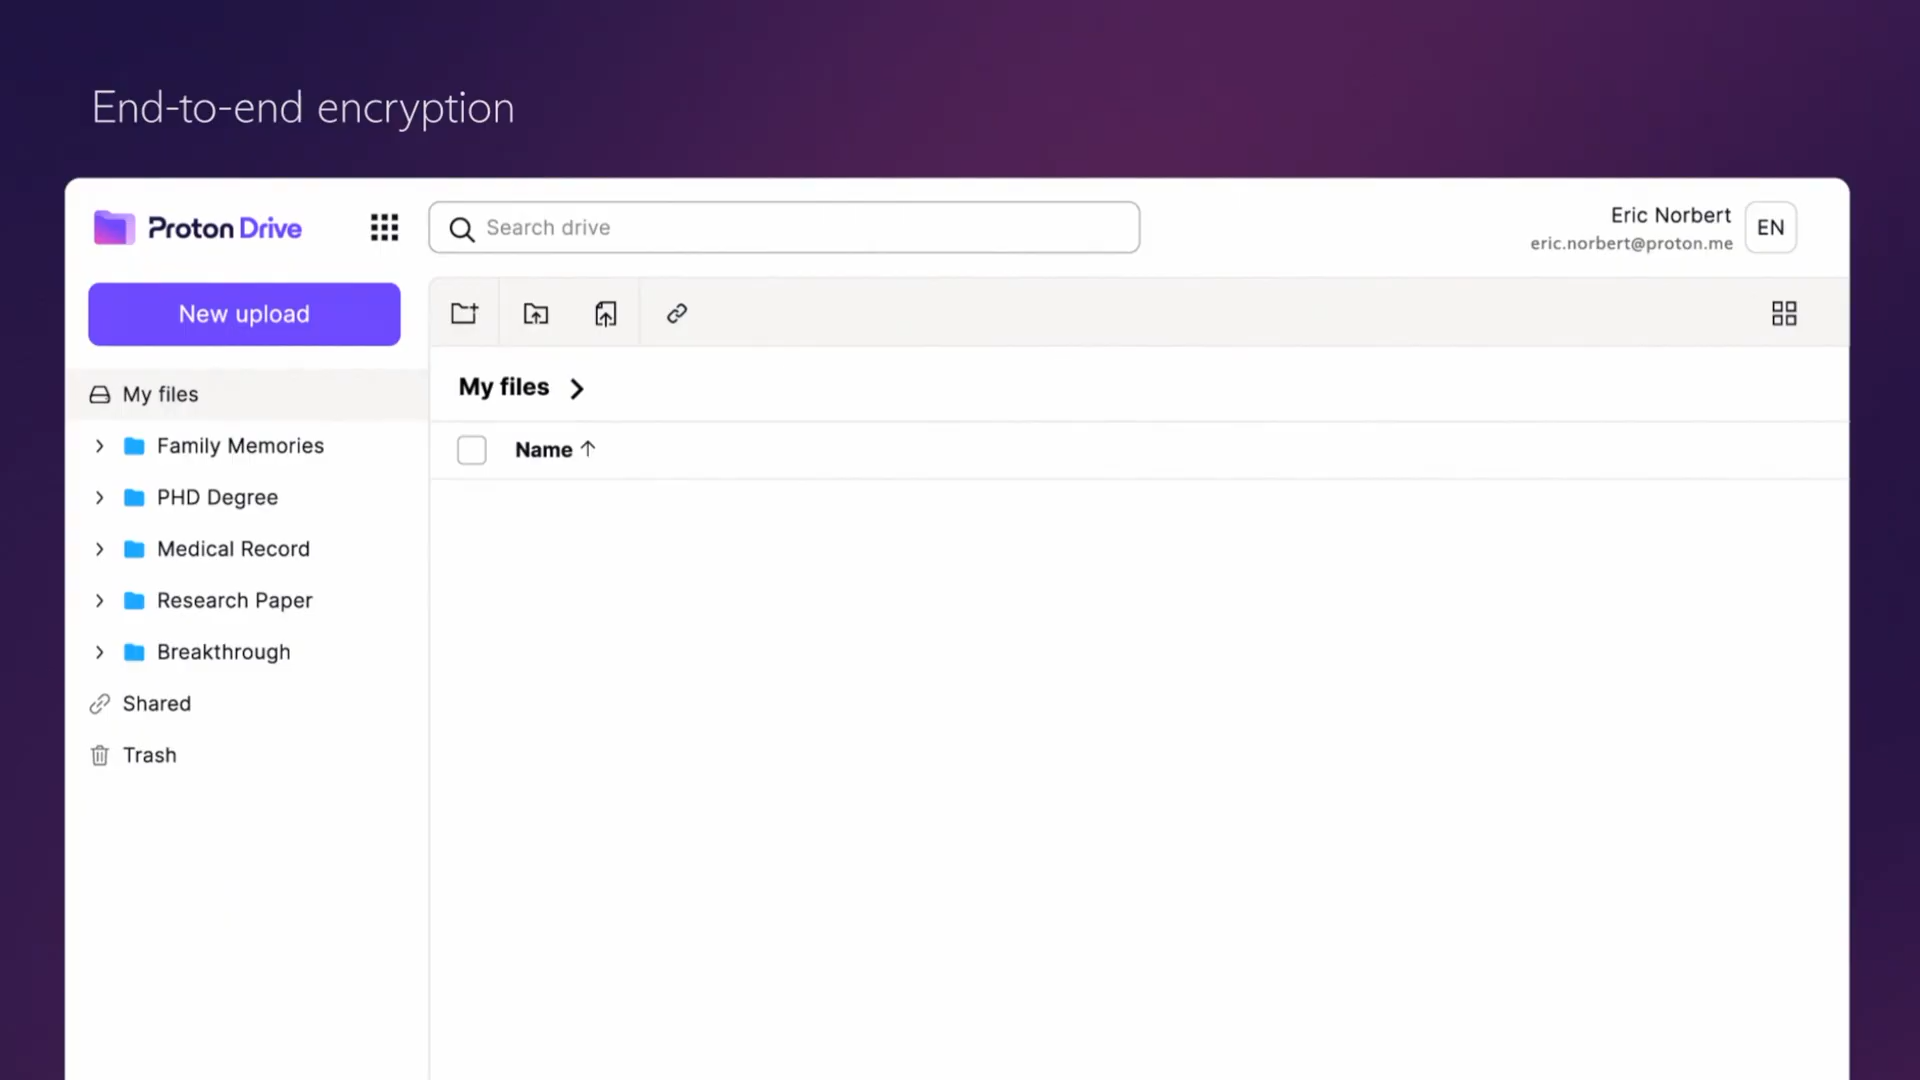 End-to-end encryption
Proton Drive
Search drive
Eric Norbert
eric.norbert@proton.me
EN
New upload
My files
Family Memories
PHD Degree
Medical Record
Research Paper
Breakthrough
Shared
Trash
My files
Name